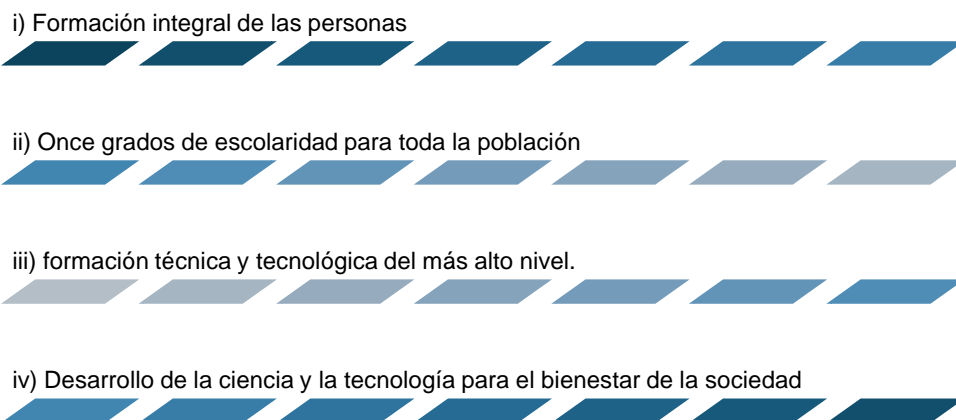 i) Formación integral de las personas
ii) Once grados de escolaridad para toda la población
iii) formación técnica y tecnológica del más alto nivel.
iv) Desarrollo de la ciencia y la tecnología para el bienestar de la sociedad